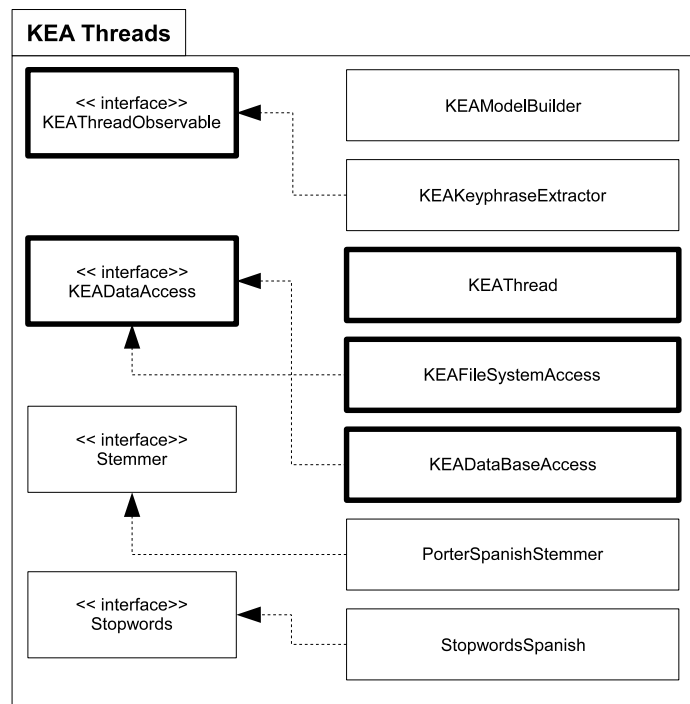 KEA Threads
<< interface>>
KEAThreadObservable
KEAModelBuilder
KEAKeyphraseExtractor
<< interface>>
KEADataAccess
KEAThread
KEAFileSystemAccess
<< interface>>
Stemmer
KEADataBaseAccess
PorterSpanishStemmer
<< interface>>
Stopwords
StopwordsSpanish